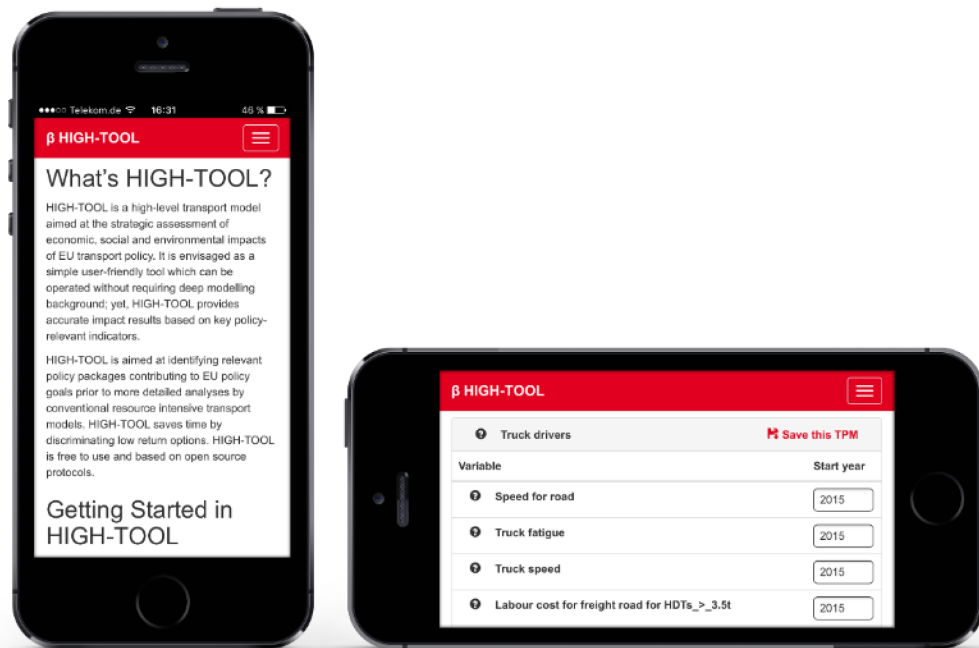 ●●●○○ Telekom.de 16:31 46 %
β HIGH-TOOL
What's HIGH-TOOL?
HIGH-TOOL is a high-level transport model
aimed at the strategic assessment of
economic, social and environmental impacts
of EU transport policy. It is envisaged as a
simple user-friendly tool which can be
operated without requiring deep modelling
background; yet, HIGH-TOOL provides
accurate impact results based on key policy-
relevant indicators.
HIGH-TOOL is aimed at identifying relevant
policy packages contributing to EU policy
goals prior to more detailed analyses by
conventional resource intensive transport
models. HIGH-TOOL saves time by
discriminating low return options. HIGH-TOOL
is free to use and based on open source
protocols.
Getting Started in
HIGH-TOOL
β HIGH-TOOL
Truck drivers Save this TPM
Variable Start year
Speed for road 2015
Truck fatigue 2015
Truck speed 2015
Labour cost for freight road for HDTs_>_3.5t 2015